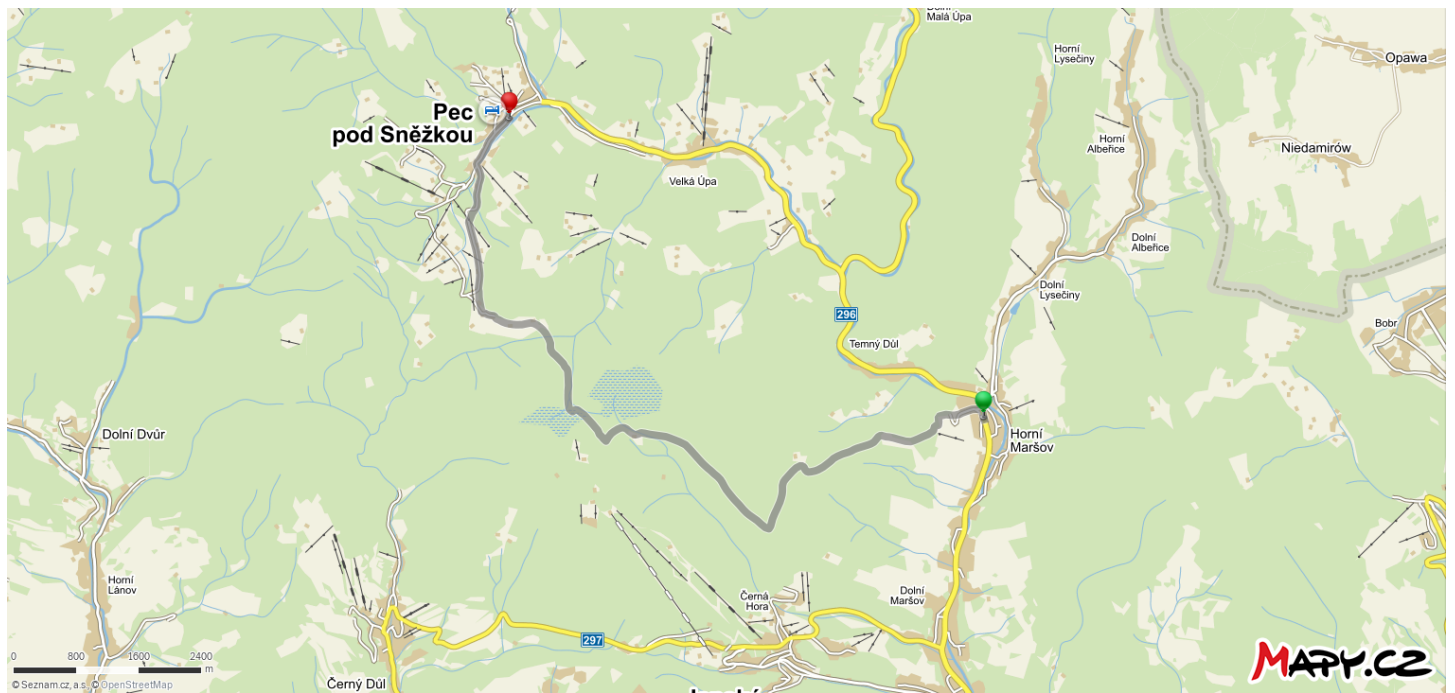 Dolní
Malá Úpa
Horní
Lysečiny
Opawa
Pec
pod Sněžkou
Horní
Albeřice
Niedamirów
Velká Úpa
Dolní
Albeřice
Dolní
Lysečiny
296
Bobr
Temný Důl
Dolní Dvůr
Horní
Maršov
Horní
Lánov
Černá
Hora
Dolní
Maršov
297
0 800 1600 2400
m
Mapy.cz
© Seznam.cz, a.s. © OpenStreetMap
Černý Důl